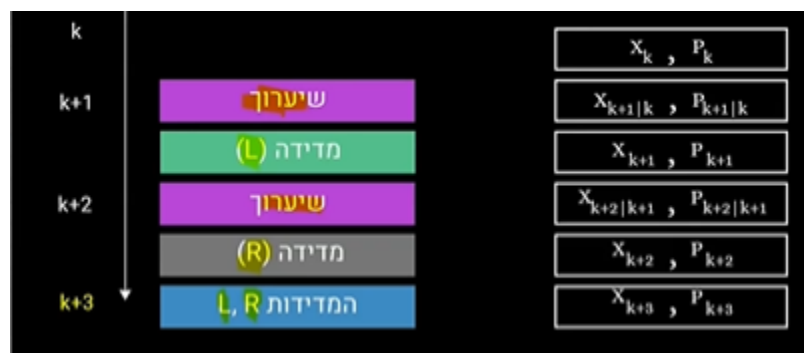 k
X_k , P_k
k+1 שיערוך X_{k+1|k} , P_{k+1|k}
מדידה (L) X_{k+1} , P_{k+1}
k+2 שיערוך X_{k+2|k+1} , P_{k+2|k+1}
מדידה (R) X_{k+2} , P_{k+2}
k+3 המדידות L, R X_{k+3} , P_{k+3}